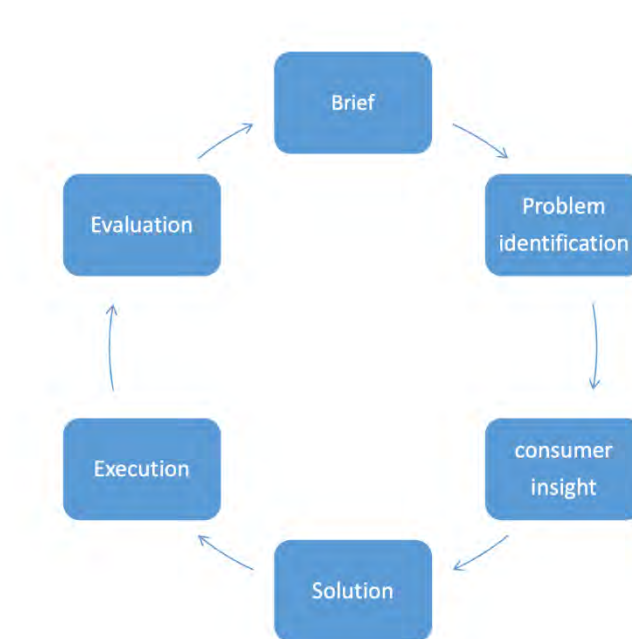 Brief
Problem
identification
consumer
insight
Solution
Execution
Evaluation